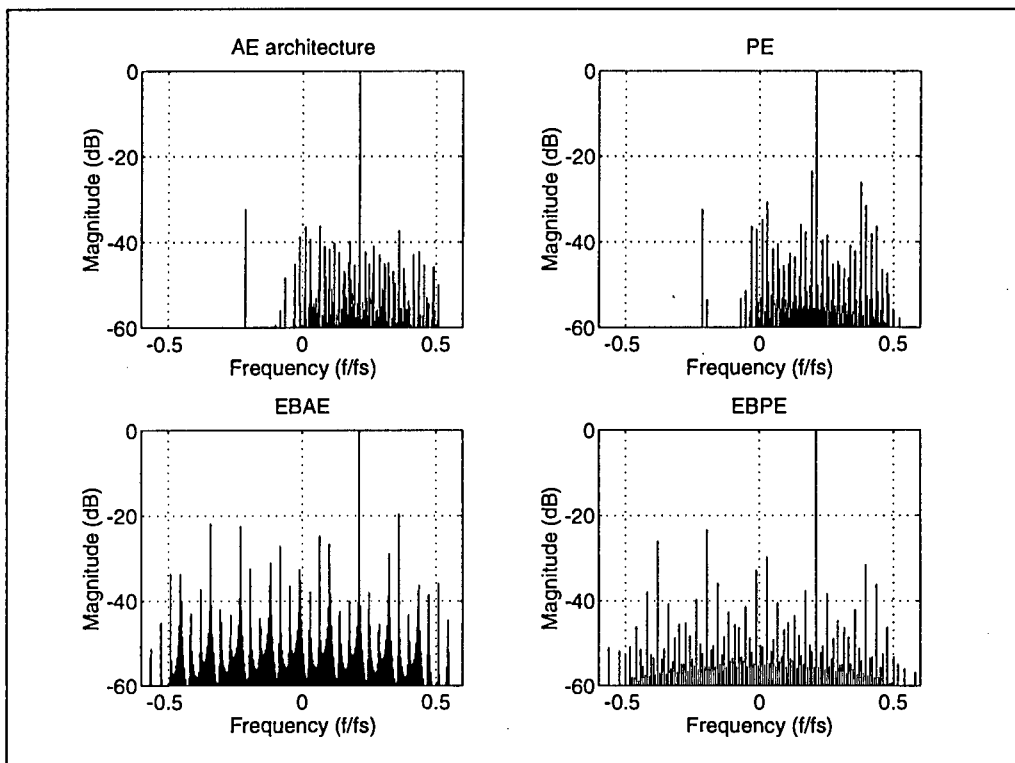 AE architecture
0
-20
-40
-60
Magnitude (dB)
-0.5 0 0.5
Frequency (f/fs)
PE
0
-20
-40
-60
Magnitude (dB)
-0.5 0 0.5
Frequency (f/fs)
EBAE
0
-20
-40
-60
Magnitude (dB)
-0.5 0 0.5
Frequency (f/fs)
EBPE
0
-20
-40
-60
Magnitude (dB)
-0.5 0 0.5
Frequency (f/fs)